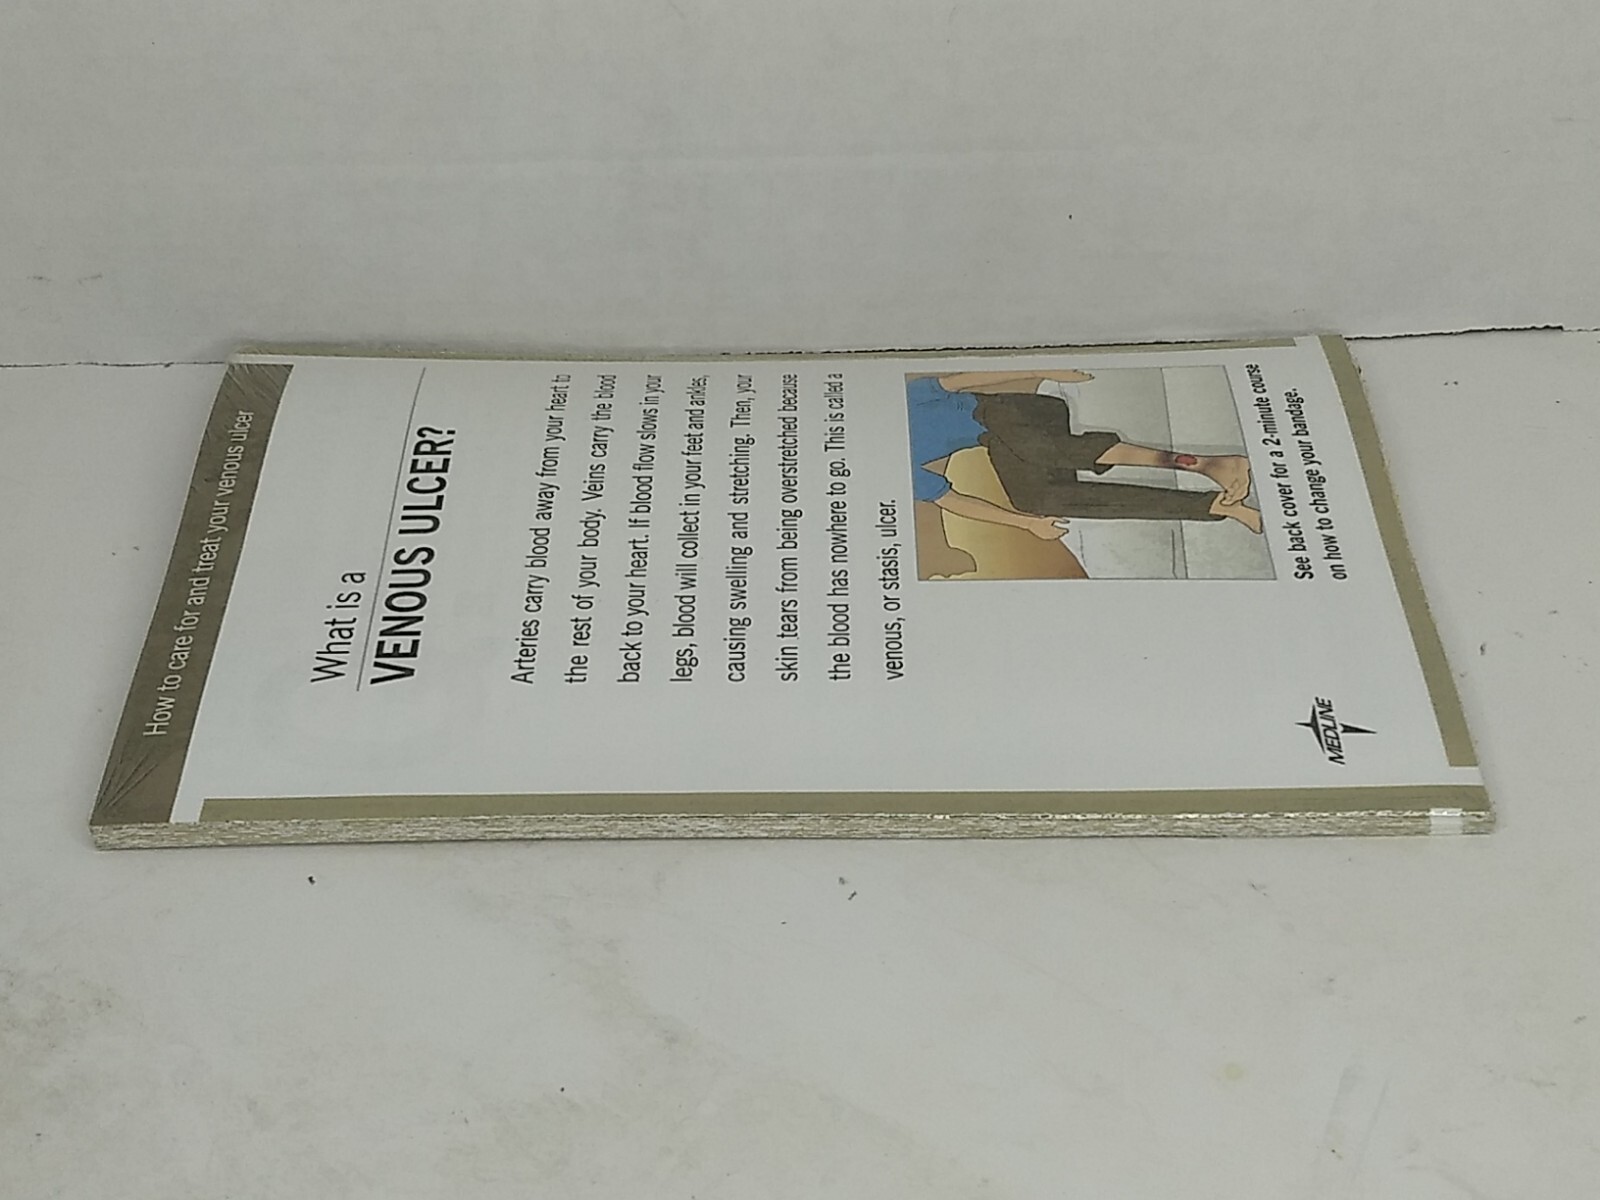 How to care for and treat your venous ulcer
What is a
VENOUS ULCER?
Arteries carry blood away from your heart to
the rest of your body. Veins carry the blood
back to your heart. If blood flow slows in your
legs, blood will collect in your feet and ankles,
causing swelling and stretching. Then, your
skin tears from being overstretched because
the blood has nowhere to go. This is called a
venous, or stasis, ulcer.
See back cover for a 2-minute course
on how to change your bandage.
MEDLINE